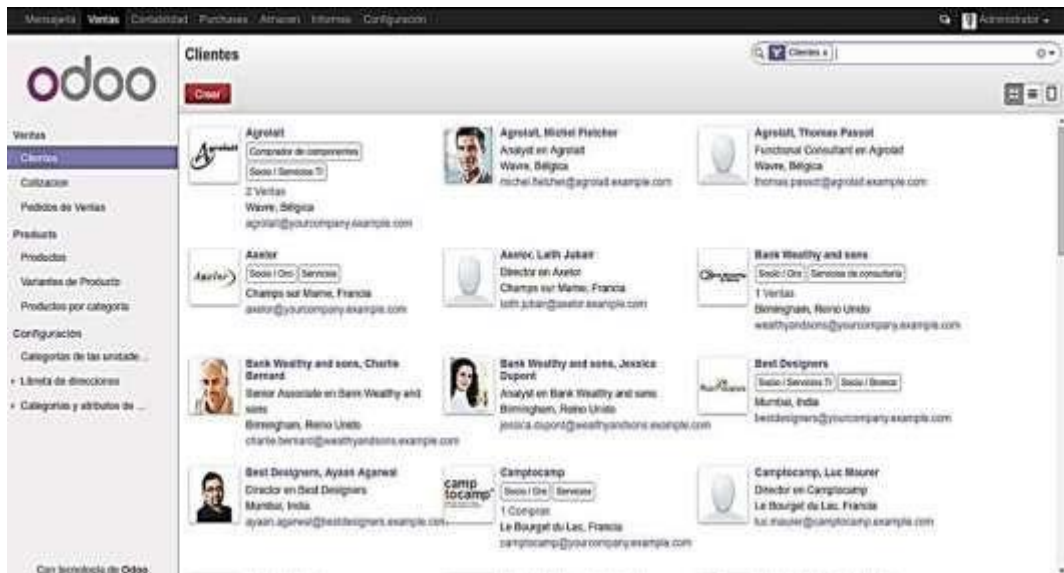 Mensajería Ventas Contabilidad Purchases Almacén Informes Configuración
Administrator
odoo
Clientes
Clientes x
Crear
Ventas
Clientes
Cotización
Pedidos de Ventas
Producto
Productos
Variantes de Producto
Productos por categoría
Configuración
Categorías de las unidade...
Libreta de direcciones
Categorías y atributos de ...
Con tecnología de Odoo
Agrolait
Agrolait
Comprador de componentes
Socio / Servicios TI
2 Ventas
Wavre, Bélgica
agrolait@yourcompany.example.com
Agrolait, Michel Fletcher
Analyst en Agrolait
Wavre, Bélgica
michel.fletcher@agrolait.example.com
Agrolait, Thomas Passot
Functional Consultant en Agrolait
Wavre, Bélgica
thomas.passot@agrolait.example.com
Axelor
Axelor
Socio / Oro Servicios
Champs sur Marne, Francia
axelor@yourcompany.example.com
Axelor, Laith Jubair
Director en Axelor
Champs sur Marne, Francia
laith.jubair@axelor.example.com
Bank Wealthy and sons
Socio / Oro Servicios de consultoría
1 Ventas
Birmingham, Reino Unido
wealthyandsons@yourcompany.example.com
Bank Wealthy and sons, Charlie
Bernard
Senior Associate en Bank Wealthy and
sons
Birmingham, Reino Unido
charlie.bernard@wealthyandsons.example.com
Bank Wealthy and sons, Jessica
Dupont
Analyst en Bank Wealthy and sons
Birmingham, Reino Unido
jessica.dupont@wealthyandsons.example.com
Best Designers
Socio / Servicios TI Socio / Bronce
Mumbai, India
bestdesigners@yourcompany.example.com
Best Designers, Ayaan Agarwal
Director en Best Designers
Mumbai, India
ayaan.agarwal@bestdesigners.example.com
camp
tocamp
Camptocamp
Socio / Oro Servicios
1 Compras
Le Bourget du Lac, Francia
camptocamp@yourcompany.example.com
Camptocamp, Luc Maurer
Director en Camptocamp
Le Bourget du Lac, Francia
luc.maurer@camptocamp.example.com